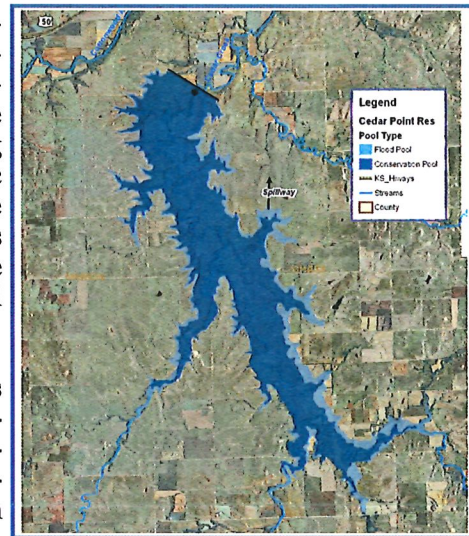 50
Legend
Cedar Point Res
Pool Type
Flood Pool
Conservation Pool
KS_Hiways
Streams
County
Spillway